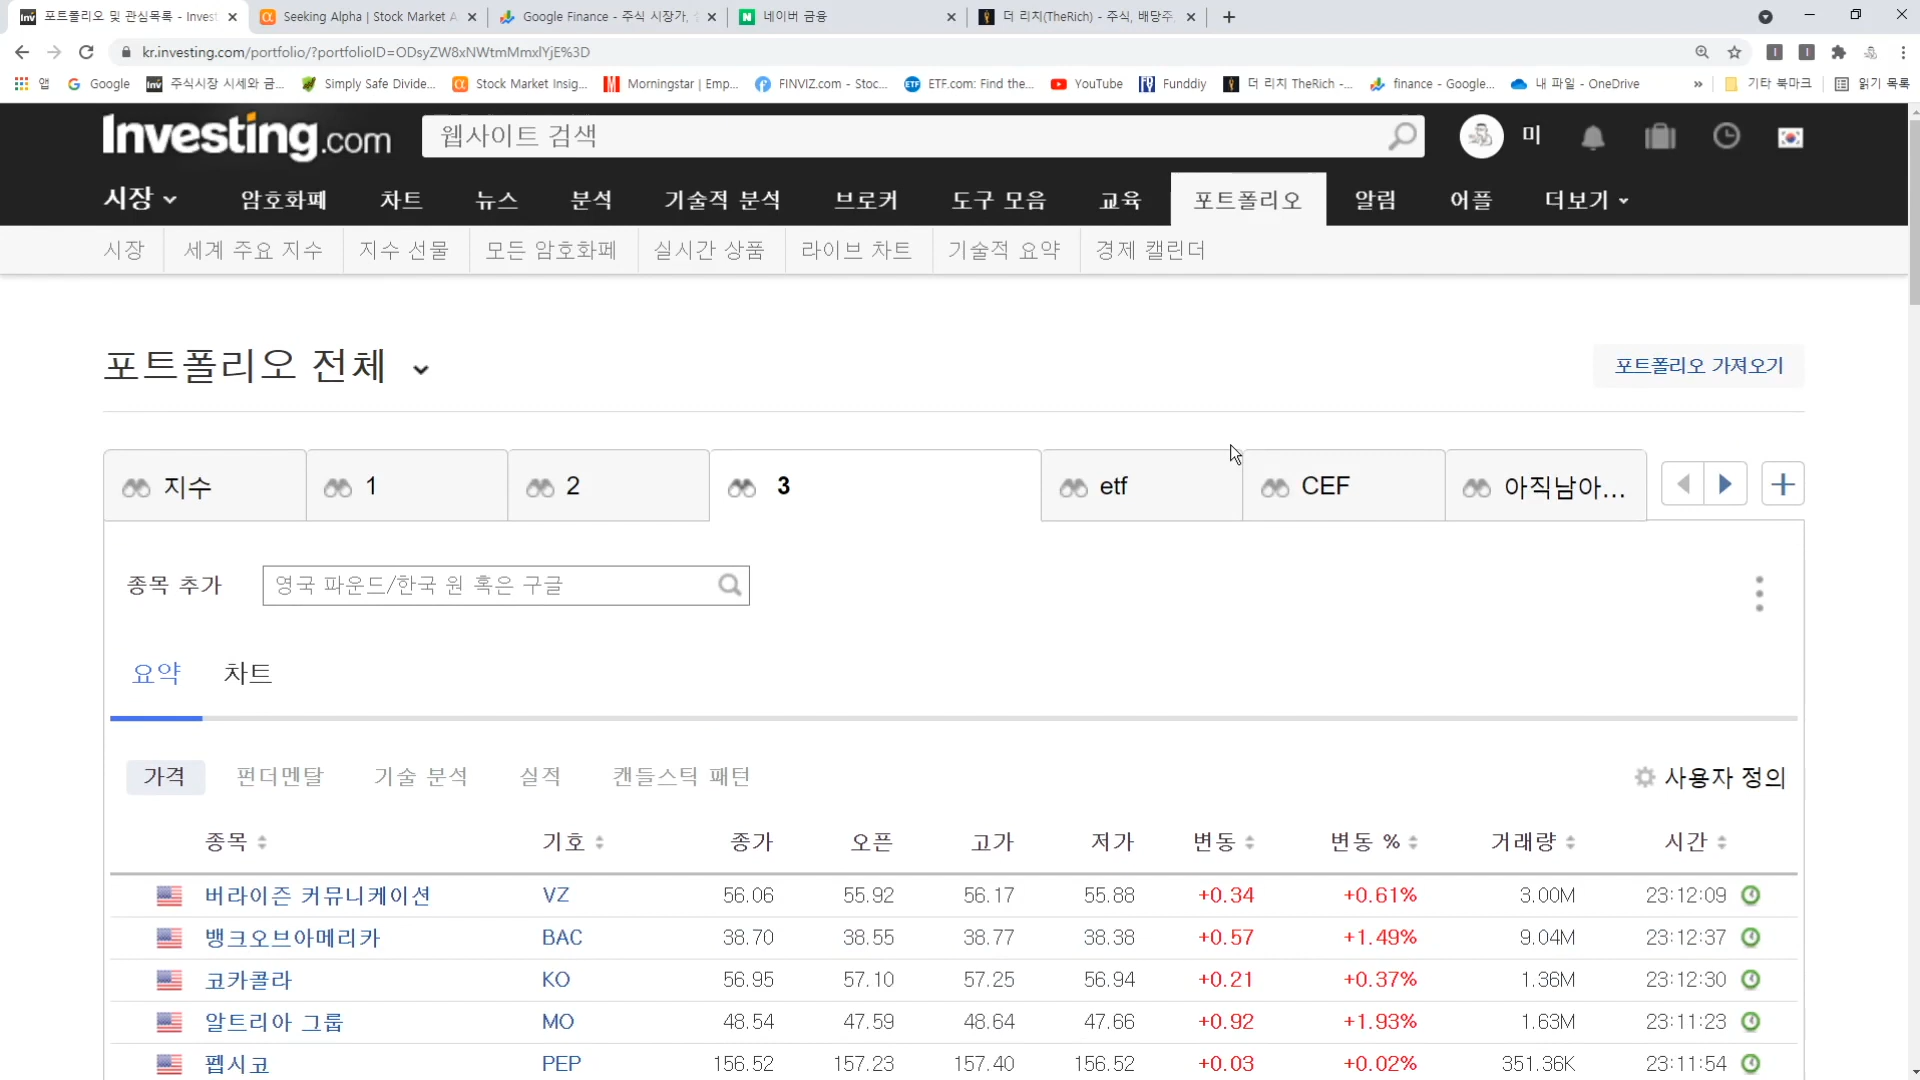 포트폴리오 및 관심목록 - Invest
Seeking Alpha | Stock Market A
Google Finance - 주식 시장가,
네이버 금융
더 리치(TheRich) - 주식, 배당주
kr.investing.com/portfolio/?portfolioID=ODsyZW8xNWtmMmxlYjE%3D
앱
Google
주식시장 시세와 금...
Simply Safe Divide...
Stock Market Insig...
Morningstar | Emp...
FINVIZ.com - Stoc...
ETF.com: Find the...
YouTube
Funddiy
더 리치 TheRich -...
finance - Google...
내 파일 - OneDrive
»
기타 북마크
읽기 목록
Investing.com
웹사이트 검색
미
시장
암호화폐
차트
뉴스
분석
기술적 분석
브로커
도구 모음
교육
포트폴리오
알림
어플
더보기
시장
세계 주요 지수
지수 선물
모든 암호화폐
실시간 상품
라이브 차트
기술적 요약
경제 캘린더
포트폴리오 전체
포트폴리오 가져오기
지수
1
2
3
etf
CEF
아직남아...
종목 추가
영국 파운드/한국 원 혹은 구글
요약
차트
가격
펀더멘탈
기술 분석
실적
캔들스틱 패턴
사용자 정의
종목 기호 종가 오픈 고가 저가 변동 변동 % 거래량 시간
버라이즌 커뮤니케이션 VZ 56.06 55.92 56.17 55.88 +0.34 +0.61% 3.00M 23:12:09
뱅크오브아메리카 BAC 38.70 38.55 38.77 38.38 +0.57 +1.49% 9.04M 23:12:37
코카콜라 KO 56.95 57.10 57.25 56.94 +0.21 +0.37% 1.36M 23:12:30
알트리아 그룹 MO 48.54 47.59 48.64 47.66 +0.92 +1.93% 1.63M 23:11:23
펩시코 PEP 156.52 157.23 157.40 156.52 +0.03 +0.02% 351.36K 23:11:54